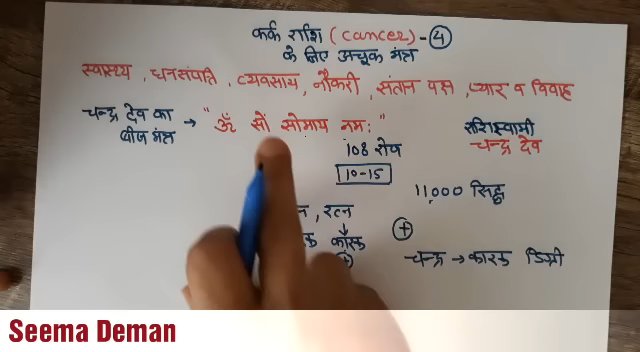 कर्क राशि (Cancer) - 4
के लिए अचूक मंत्र
स्वास्थ्य, धनसंपति, व्यवसाय, नौकरी, संतान पक्ष, प्यार व विवाह
चन्द्र देव का → "ॐ सों सोमाय नमः"
बीज मंत्र
राशिस्वामी
चन्द्र देव
108 रोज
10-15
11,000 सिद्ध
, रत्न
कारक
+
चन्द्र → कारक डिग्री
Seema Deman